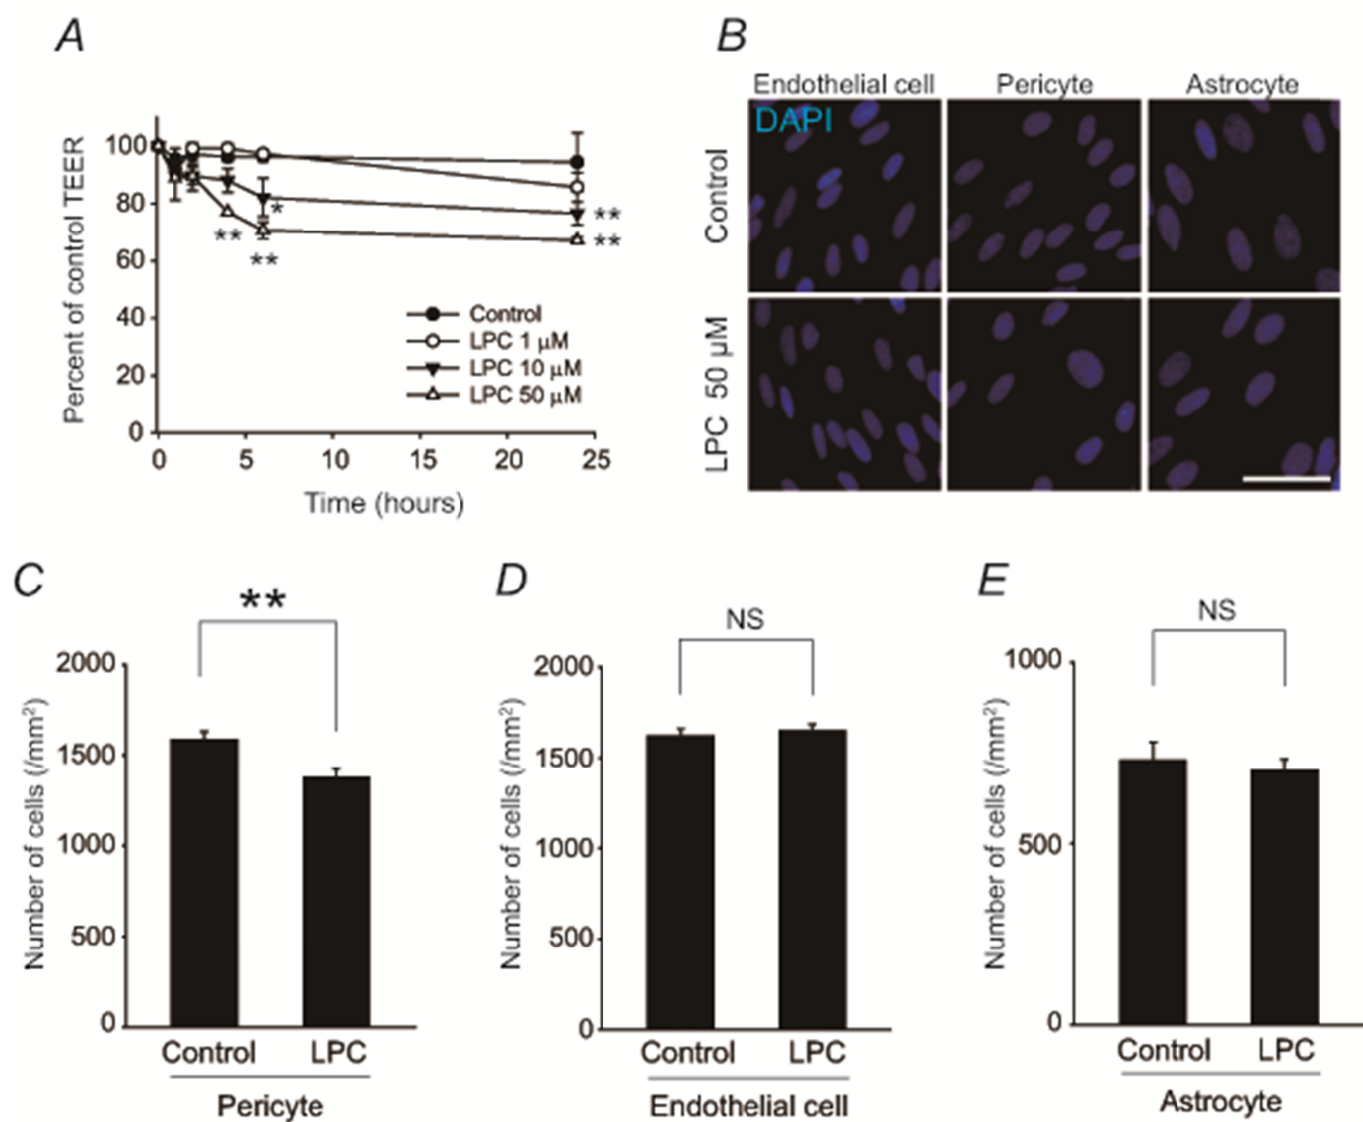 A
Percent of control TEER
100
80
60
40
20
0
0 5 10 15 20 25
Time (hours)
*
**
**
**
**
Control
LPC 1 μM
LPC 10 μM
LPC 50 μM
B
Endothelial cell Pericyte Astrocyte
DAPI
Control
LPC 50 μM
C
**
Number of cells (/mm²)
2000
1500
1000
500
0
Control LPC
Pericyte
D
NS
Number of cells (/mm²)
2000
1500
1000
500
0
Control LPC
Endothelial cell
E
NS
Number of cells (/mm²)
1000
500
0
Control LPC
Astrocyte